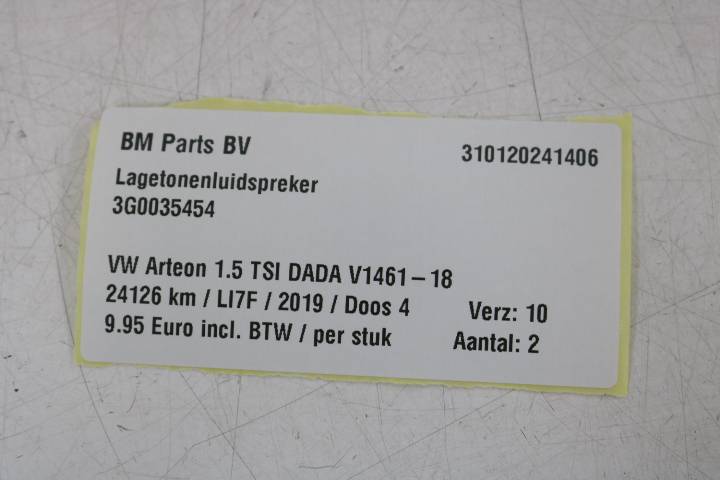 BM Parts BV 310120241406
Lagetonenluidspreker
3G0035454
VW Arteon 1.5 TSI DADA V1461 – 18
24126 km / LI7F / 2019 / Doos 4 Verz: 10
9.95 Euro incl. BTW / per stuk Aantal: 2